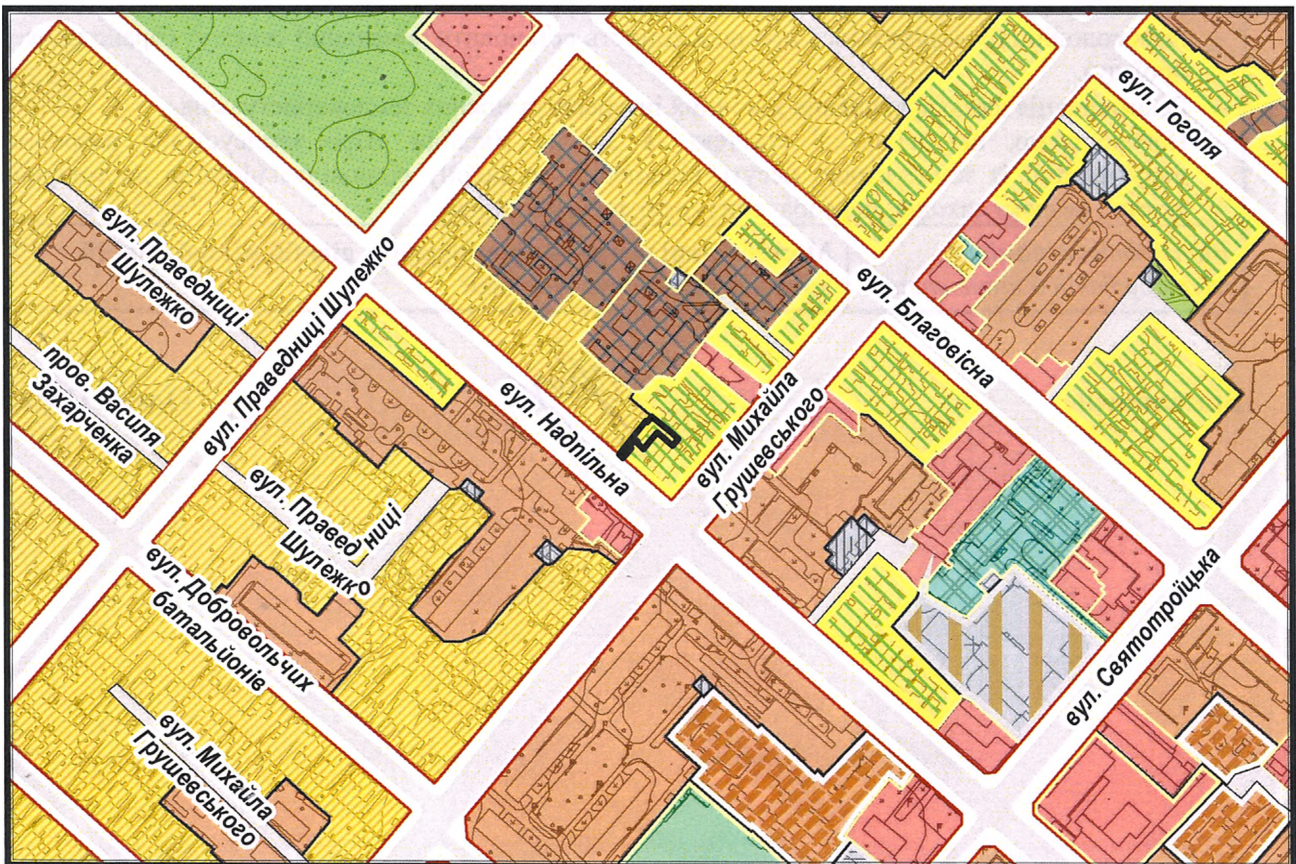 вул. Гоголя
вул. Праведниці
Шулежко
вул. Праведниці Шулежко
вул. Благовісна
пров. Василя
Захарченка
вул. Надпільна
вул. Михайла
Грушевського
вул. Праведниці
Шулежко
вул. Добровольчих
батальйонів
вул. Святотроїцька
вул. Михайла
Грушевського